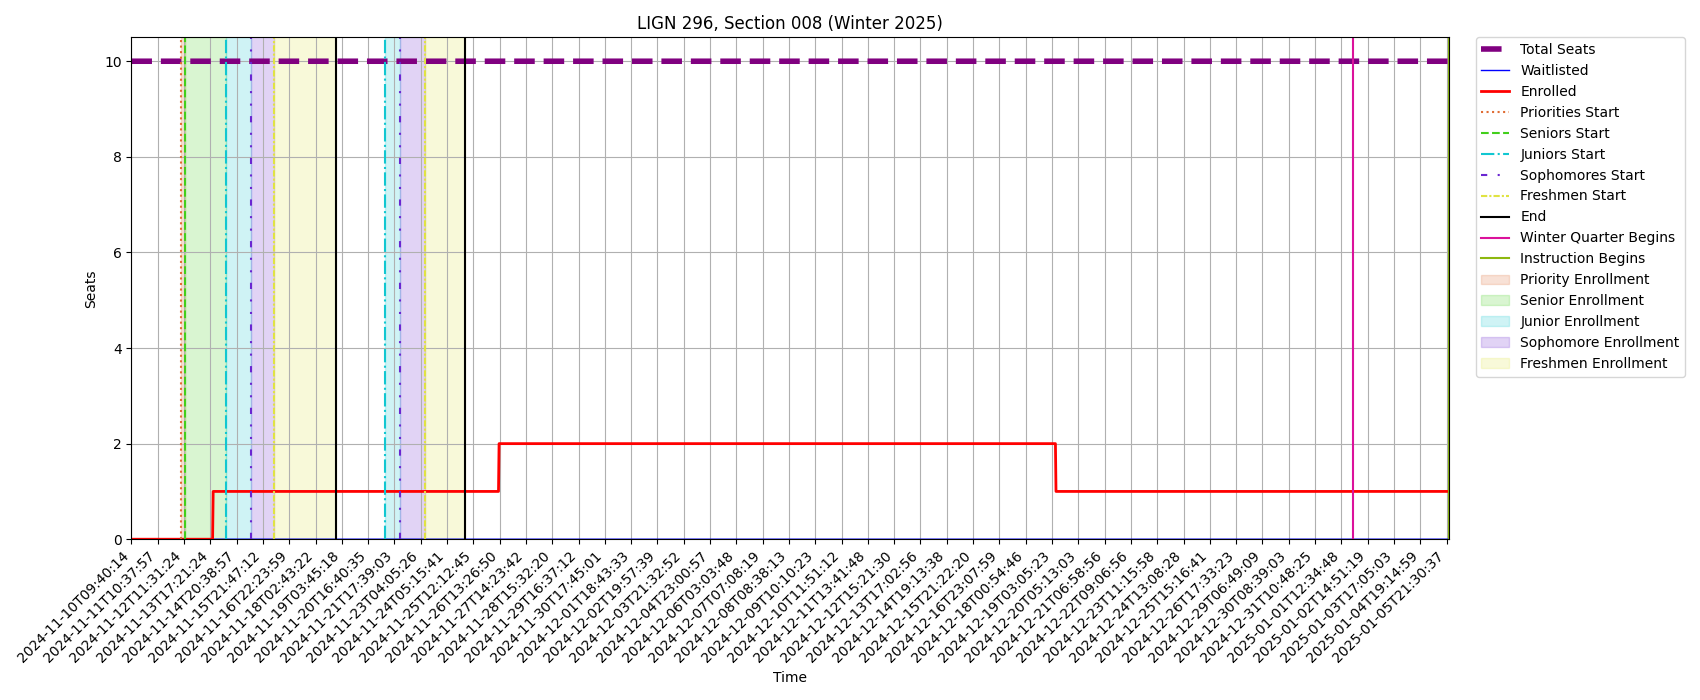 LIGN 296, Section 008 (Winter 2025)
Seats
10
8
6
4
2
0
2024-11-10T09:40:14
2024-11-11T10:37:57
2024-11-12T11:31:24
2024-11-13T17:21:24
2024-11-14T20:38:57
2024-11-15T21:47:12
2024-11-16T22:23:59
2024-11-18T02:43:22
2024-11-19T03:45:18
2024-11-20T16:40:35
2024-11-21T17:39:03
2024-11-23T04:05:26
2024-11-24T05:15:41
2024-11-25T12:12:45
2024-11-26T13:26:50
2024-11-27T14:23:42
2024-11-28T15:32:20
2024-11-29T16:37:12
2024-11-30T17:45:01
2024-12-01T18:43:33
2024-12-02T19:57:39
2024-12-03T21:32:52
2024-12-04T23:00:57
2024-12-06T03:03:48
2024-12-07T07:08:19
2024-12-08T08:38:13
2024-12-09T10:10:23
2024-12-10T11:51:12
2024-12-11T13:41:48
2024-12-12T15:21:30
2024-12-13T17:02:56
2024-12-14T19:13:38
2024-12-15T21:22:20
2024-12-16T23:07:59
2024-12-18T00:54:46
2024-12-19T03:05:23
2024-12-20T05:13:03
2024-12-21T06:58:56
2024-12-22T09:06:56
2024-12-23T11:15:58
2024-12-24T13:08:28
2024-12-25T15:16:41
2024-12-26T17:33:23
2024-12-29T06:49:09
2024-12-30T08:39:03
2024-12-31T10:48:25
2025-01-01T12:34:48
2025-01-02T14:51:19
2025-01-03T17:05:03
2025-01-04T19:14:59
2025-01-05T21:30:37
Time
Total Seats
Waitlisted
Enrolled
Priorities Start
Seniors Start
Juniors Start
Sophomores Start
Freshmen Start
End
Winter Quarter Begins
Instruction Begins
Priority Enrollment
Senior Enrollment
Junior Enrollment
Sophomore Enrollment
Freshmen Enrollment